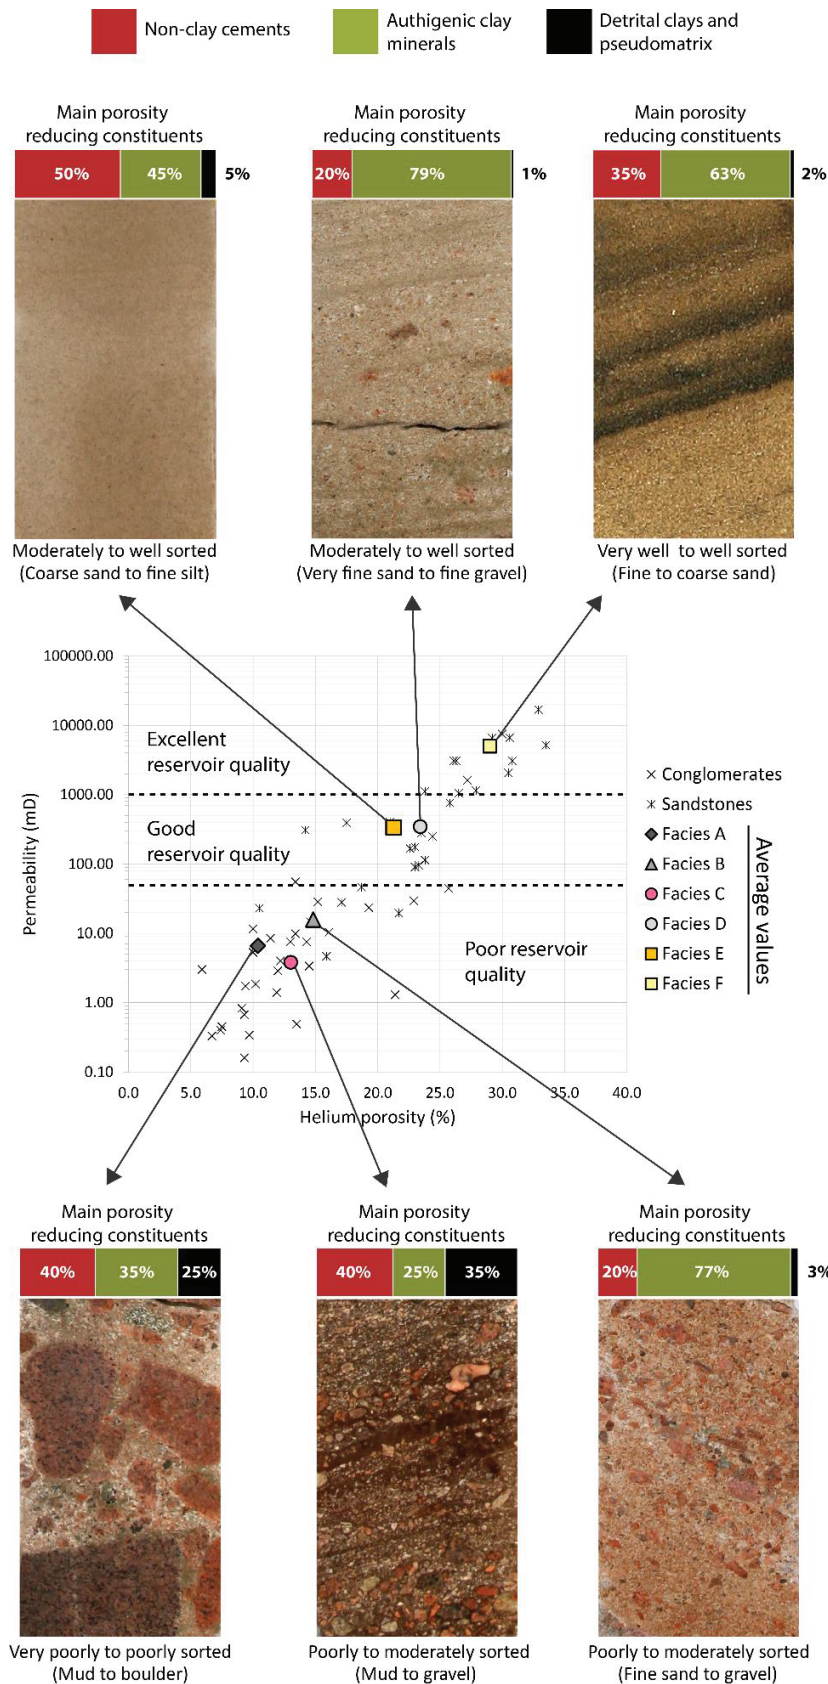 Non-clay cements
Authigenic clay
minerals
Detrital clays and
pseudomatrix
Main porosity
reducing constituents
50% 45% 5%
Main porosity
reducing constituents
20% 79% 1%
Main porosity
reducing constituents
35% 63% 2%
Moderately to well sorted
(Coarse sand to fine silt)
Moderately to well sorted
(Very fine sand to fine gravel)
Very well to well sorted
(Fine to coarse sand)
Permeability (mD)
100000.00
10000.00
1000.00
100.00
10.00
1.00
0.10
Excellent
reservoir quality
Good
reservoir quality
Poor reservoir
quality
0.0 5.0 10.0 15.0 20.0 25.0 30.0 35.0 40.0
Helium porosity (%)
Conglomerates
Sandstones
Facies A
Facies B
Facies C
Facies D
Facies E
Facies F
Average values
Main porosity
reducing constituents
40% 35% 25%
Main porosity
reducing constituents
40% 25% 35%
Main porosity
reducing constituents
20% 77% 3%
Very poorly to poorly sorted
(Mud to boulder)
Poorly to moderately sorted
(Mud to gravel)
Poorly to moderately sorted
(Fine sand to gravel)